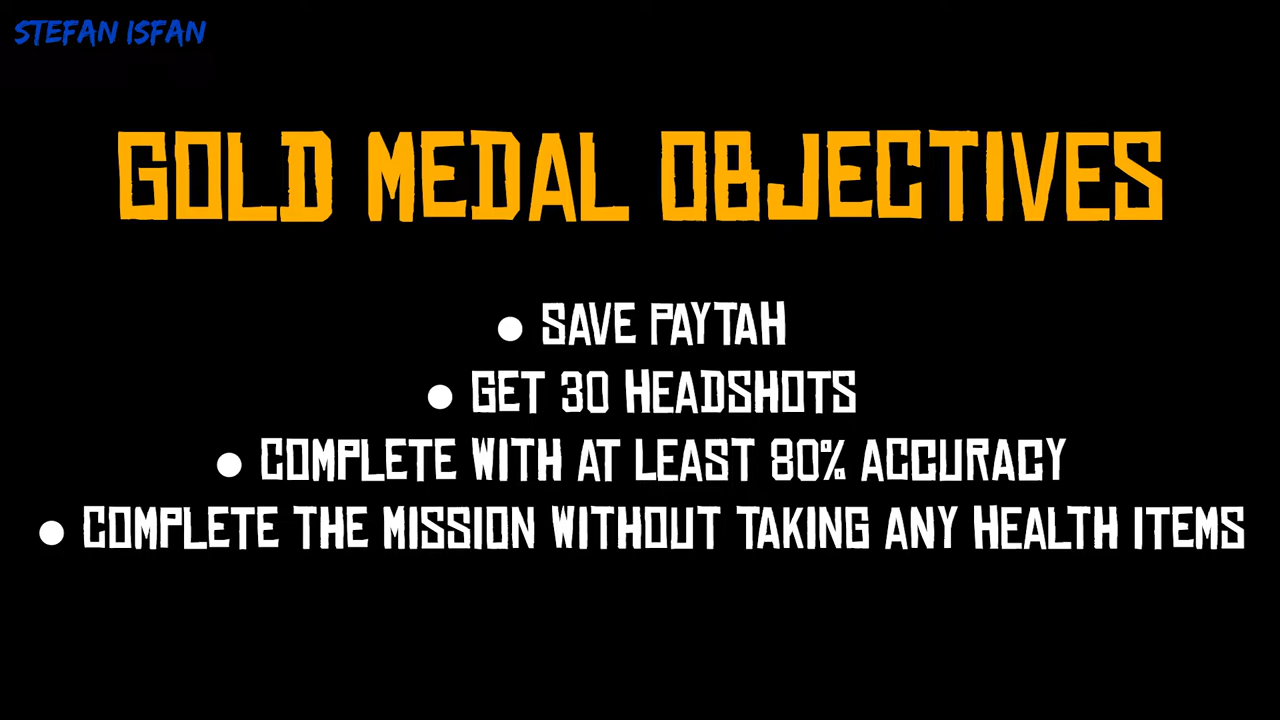 STEFAN ISFAN
GOLD MEDAL OBJECTIVES
● SAVE PAYTAH
● GET 30 HEADSHOTS
● COMPLETE WITH AT LEAST 80% ACCURACY
● COMPLETE THE MISSION WITHOUT TAKING ANY HEALTH ITEMS